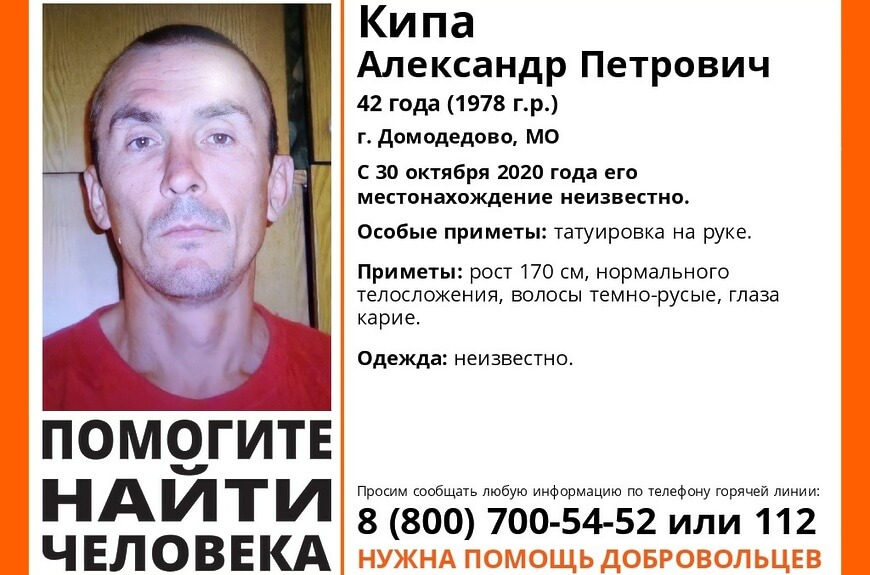 Кипа
Александр Петрович
42 года (1978 г.р.)
г. Домодедово, МО
С 30 октября 2020 года его
местонахождение неизвестно.
Особые приметы: татуировка на руке.
Приметы: рост 170 см, нормального
телосложения, волосы темно-русые, глаза
карие.
Одежда: неизвестно.
ПОМОГИТЕ
НАЙТИ
ЧЕЛОВЕКА
Просим сообщать любую информацию по телефону горячей линии:
8 (800) 700-54-52 или 112
НУЖНА ПОМОЩЬ ДОБРОВОЛЬЦЕВ